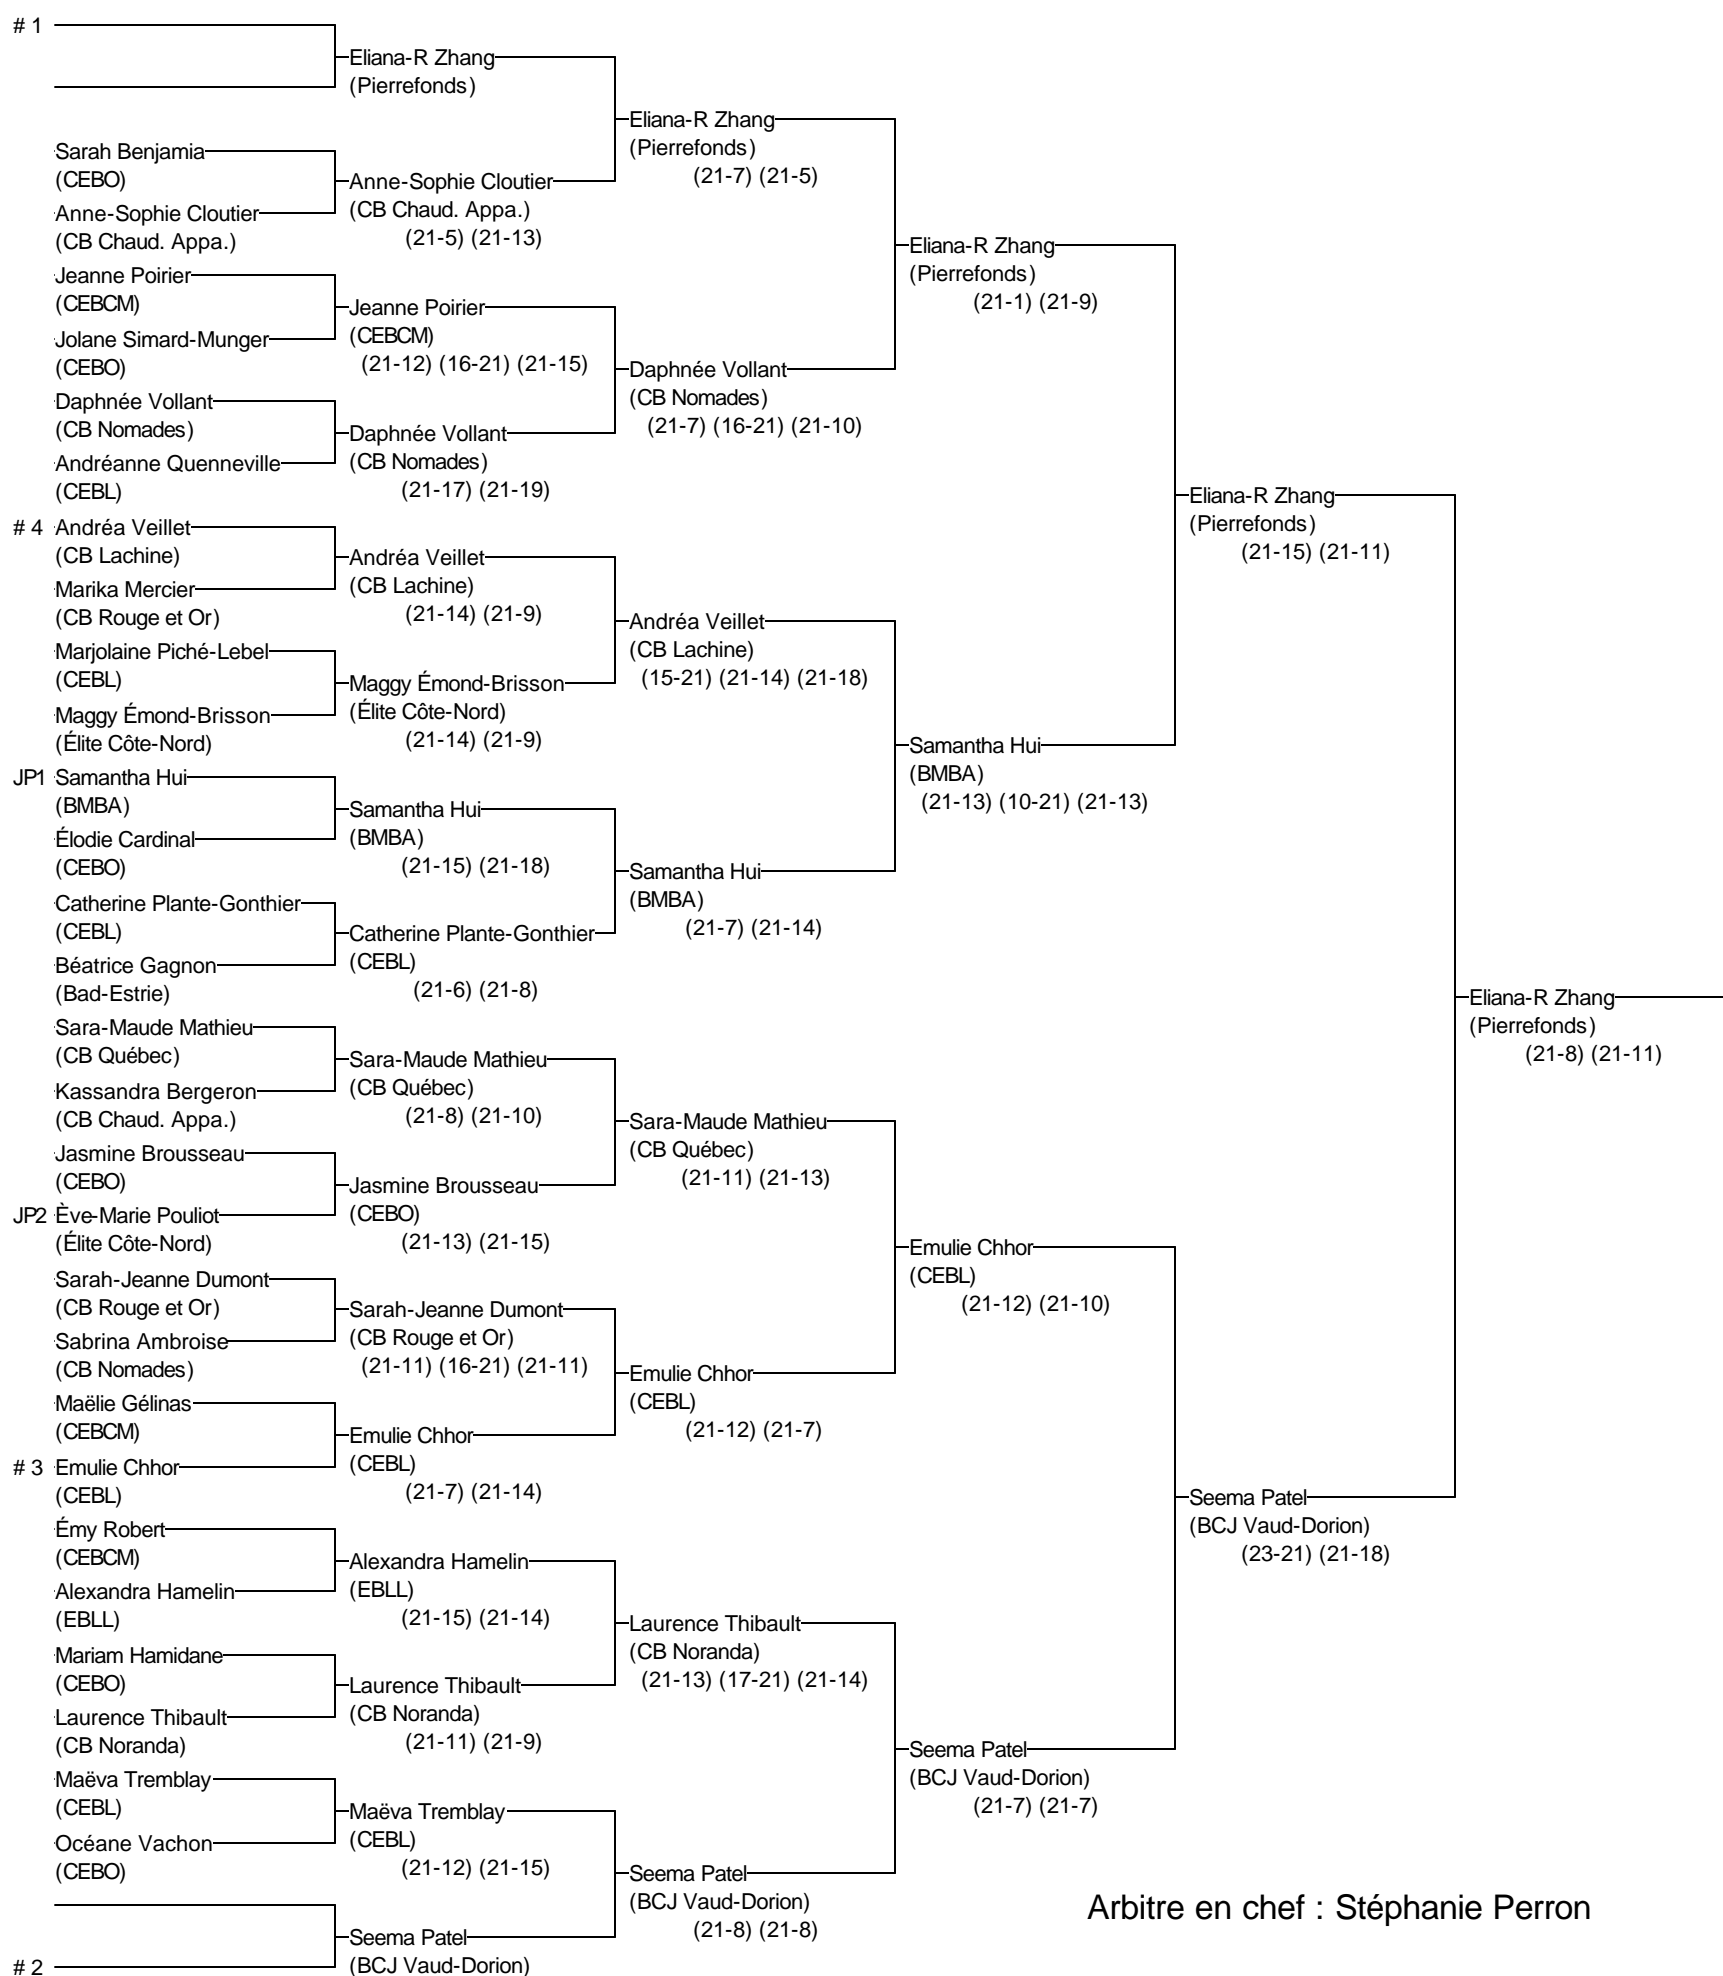 # 1
Eliana-R Zhang
(Pierrefonds)
Eliana-R Zhang
(Pierrefonds)
(21-7) (21-5)
Sarah Benjamia
(CEBO)
Anne-Sophie Cloutier
(CB Chaud. Appa.)
(21-5) (21-13)
Anne-Sophie Cloutier
(CB Chaud. Appa.)
Eliana-R Zhang
(Pierrefonds)
(21-1) (21-9)
Jeanne Poirier
(CEBCM)
Jeanne Poirier
(CEBCM)
(21-12) (16-21) (21-15)
Jolane Simard-Munger
(CEBO)
Daphnée Vollant
(CB Nomades)
(21-7) (16-21) (21-10)
Daphnée Vollant
(CB Nomades)
Daphnée Vollant
(CB Nomades)
(21-17) (21-19)
Andréanne Quenneville
(CEBL)
Eliana-R Zhang
(Pierrefonds)
(21-15) (21-11)
# 4 Andréa Veillet
(CB Lachine)
Andréa Veillet
(CB Lachine)
(21-14) (21-9)
Marika Mercier
(CB Rouge et Or)
Andréa Veillet
(CB Lachine)
(15-21) (21-14) (21-18)
Marjolaine Piché-Lebel
(CEBL)
Maggy Émond-Brisson
(Élite Côte-Nord)
(21-14) (21-9)
Maggy Émond-Brisson
(Élite Côte-Nord)
Samantha Hui
(BMBA)
(21-13) (10-21) (21-13)
JP1 Samantha Hui
(BMBA)
Samantha Hui
(BMBA)
(21-15) (21-18)
Élodie Cardinal
(CEBO)
Samantha Hui
(BMBA)
(21-7) (21-14)
Catherine Plante-Gonthier
(CEBL)
Catherine Plante-Gonthier
(CEBL)
(21-6) (21-8)
Béatrice Gagnon
(Bad-Estrie)
Eliana-R Zhang
(Pierrefonds)
(21-8) (21-11)
Sara-Maude Mathieu
(CB Québec)
Sara-Maude Mathieu
(CB Québec)
(21-8) (21-10)
Kassandra Bergeron
(CB Chaud. Appa.)
Sara-Maude Mathieu
(CB Québec)
(21-11) (21-13)
Jasmine Brousseau
(CEBO)
Jasmine Brousseau
(CEBO)
(21-13) (21-15)
JP2 Ève-Marie Pouliot
(Élite Côte-Nord)
Emulie Chhor
(CEBL)
(21-12) (21-10)
Sarah-Jeanne Dumont
(CB Rouge et Or)
Sarah-Jeanne Dumont
(CB Rouge et Or)
(21-11) (16-21) (21-11)
Sabrina Ambroise
(CB Nomades)
Emulie Chhor
(CEBL)
(21-12) (21-7)
Maëlie Gélinas
(CEBCM)
Emulie Chhor
(CEBL)
(21-7) (21-14)
# 3 Emulie Chhor
(CEBL)
Seema Patel
(BCJ Vaud-Dorion)
(23-21) (21-18)
Émy Robert
(CEBCM)
Alexandra Hamelin
(EBLL)
(21-15) (21-14)
Alexandra Hamelin
(EBLL)
Laurence Thibault
(CB Noranda)
(21-13) (17-21) (21-14)
Mariam Hamidane
(CEBO)
Laurence Thibault
(CB Noranda)
(21-11) (21-9)
Laurence Thibault
(CB Noranda)
Seema Patel
(BCJ Vaud-Dorion)
(21-7) (21-7)
Maëva Tremblay
(CEBL)
Maëva Tremblay
(CEBL)
(21-12) (21-15)
Océane Vachon
(CEBO)
Seema Patel
(BCJ Vaud-Dorion)
(21-8) (21-8)
Seema Patel
(BCJ Vaud-Dorion)
# 2
Arbitre en chef : Stéphanie Perron